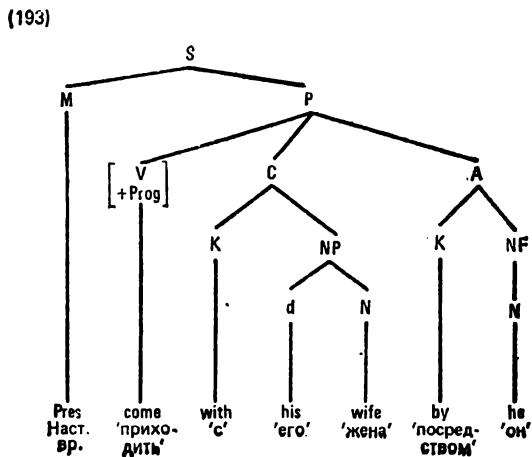 (193)
S
M P
V C A
[+Prog]
K NP K NF
d N N
Pres come with his wife by he
Наст. 'прихо- 'с' 'его' 'жена' 'посред- 'он'
вр. дить' ством'